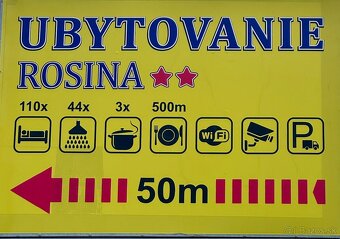 UBYTOVANIE
ROSINA
110x 44x 3x 500m
WiFi P
50m